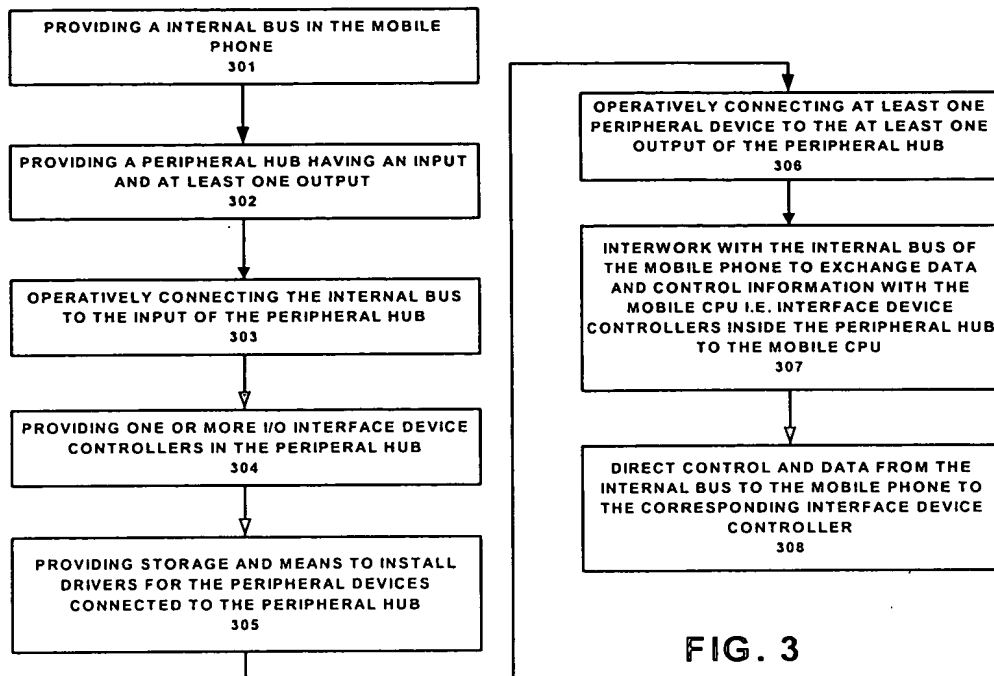 PROVIDING A INTERNAL BUS IN THE MOBILE
PHONE
301
PROVIDING A PERIPHERAL HUB HAVING AN INPUT
AND AT LEAST ONE OUTPUT
302
OPERATIVELY CONNECTING THE INTERNAL BUS
TO THE INPUT OF THE PERIPHERAL HUB
303
PROVIDING ONE OR MORE I/O INTERFACE DEVICE
CONTROLLERS IN THE PERIPERAL HUB
304
PROVIDING STORAGE AND MEANS TO INSTALL
DRIVERS FOR THE PERIPHERAL DEVICES
CONNECTED TO THE PERIPHERAL HUB
305
OPERATIVELY CONNECTING AT LEAST ONE
PERIPHERAL DEVICE TO THE AT LEAST ONE
OUTPUT OF THE PERIPHERAL HUB
306
INTERWORK WITH THE INTERNAL BUS OF
THE MOBILE PHONE TO EXCHANGE DATA
AND CONTROL INFORMATION WITH THE
MOBILE CPU I.E. INTERFACE DEVICE
CONTROLLERS INSIDE THE PERIPHERAL HUB
TO THE MOBILE CPU
307
DIRECT CONTROL AND DATA FROM THE
INTERNAL BUS TO THE MOBILE PHONE TO
THE CORRESPONDING INTERFACE DEVICE
CONTROLLER
308
FIG. 3